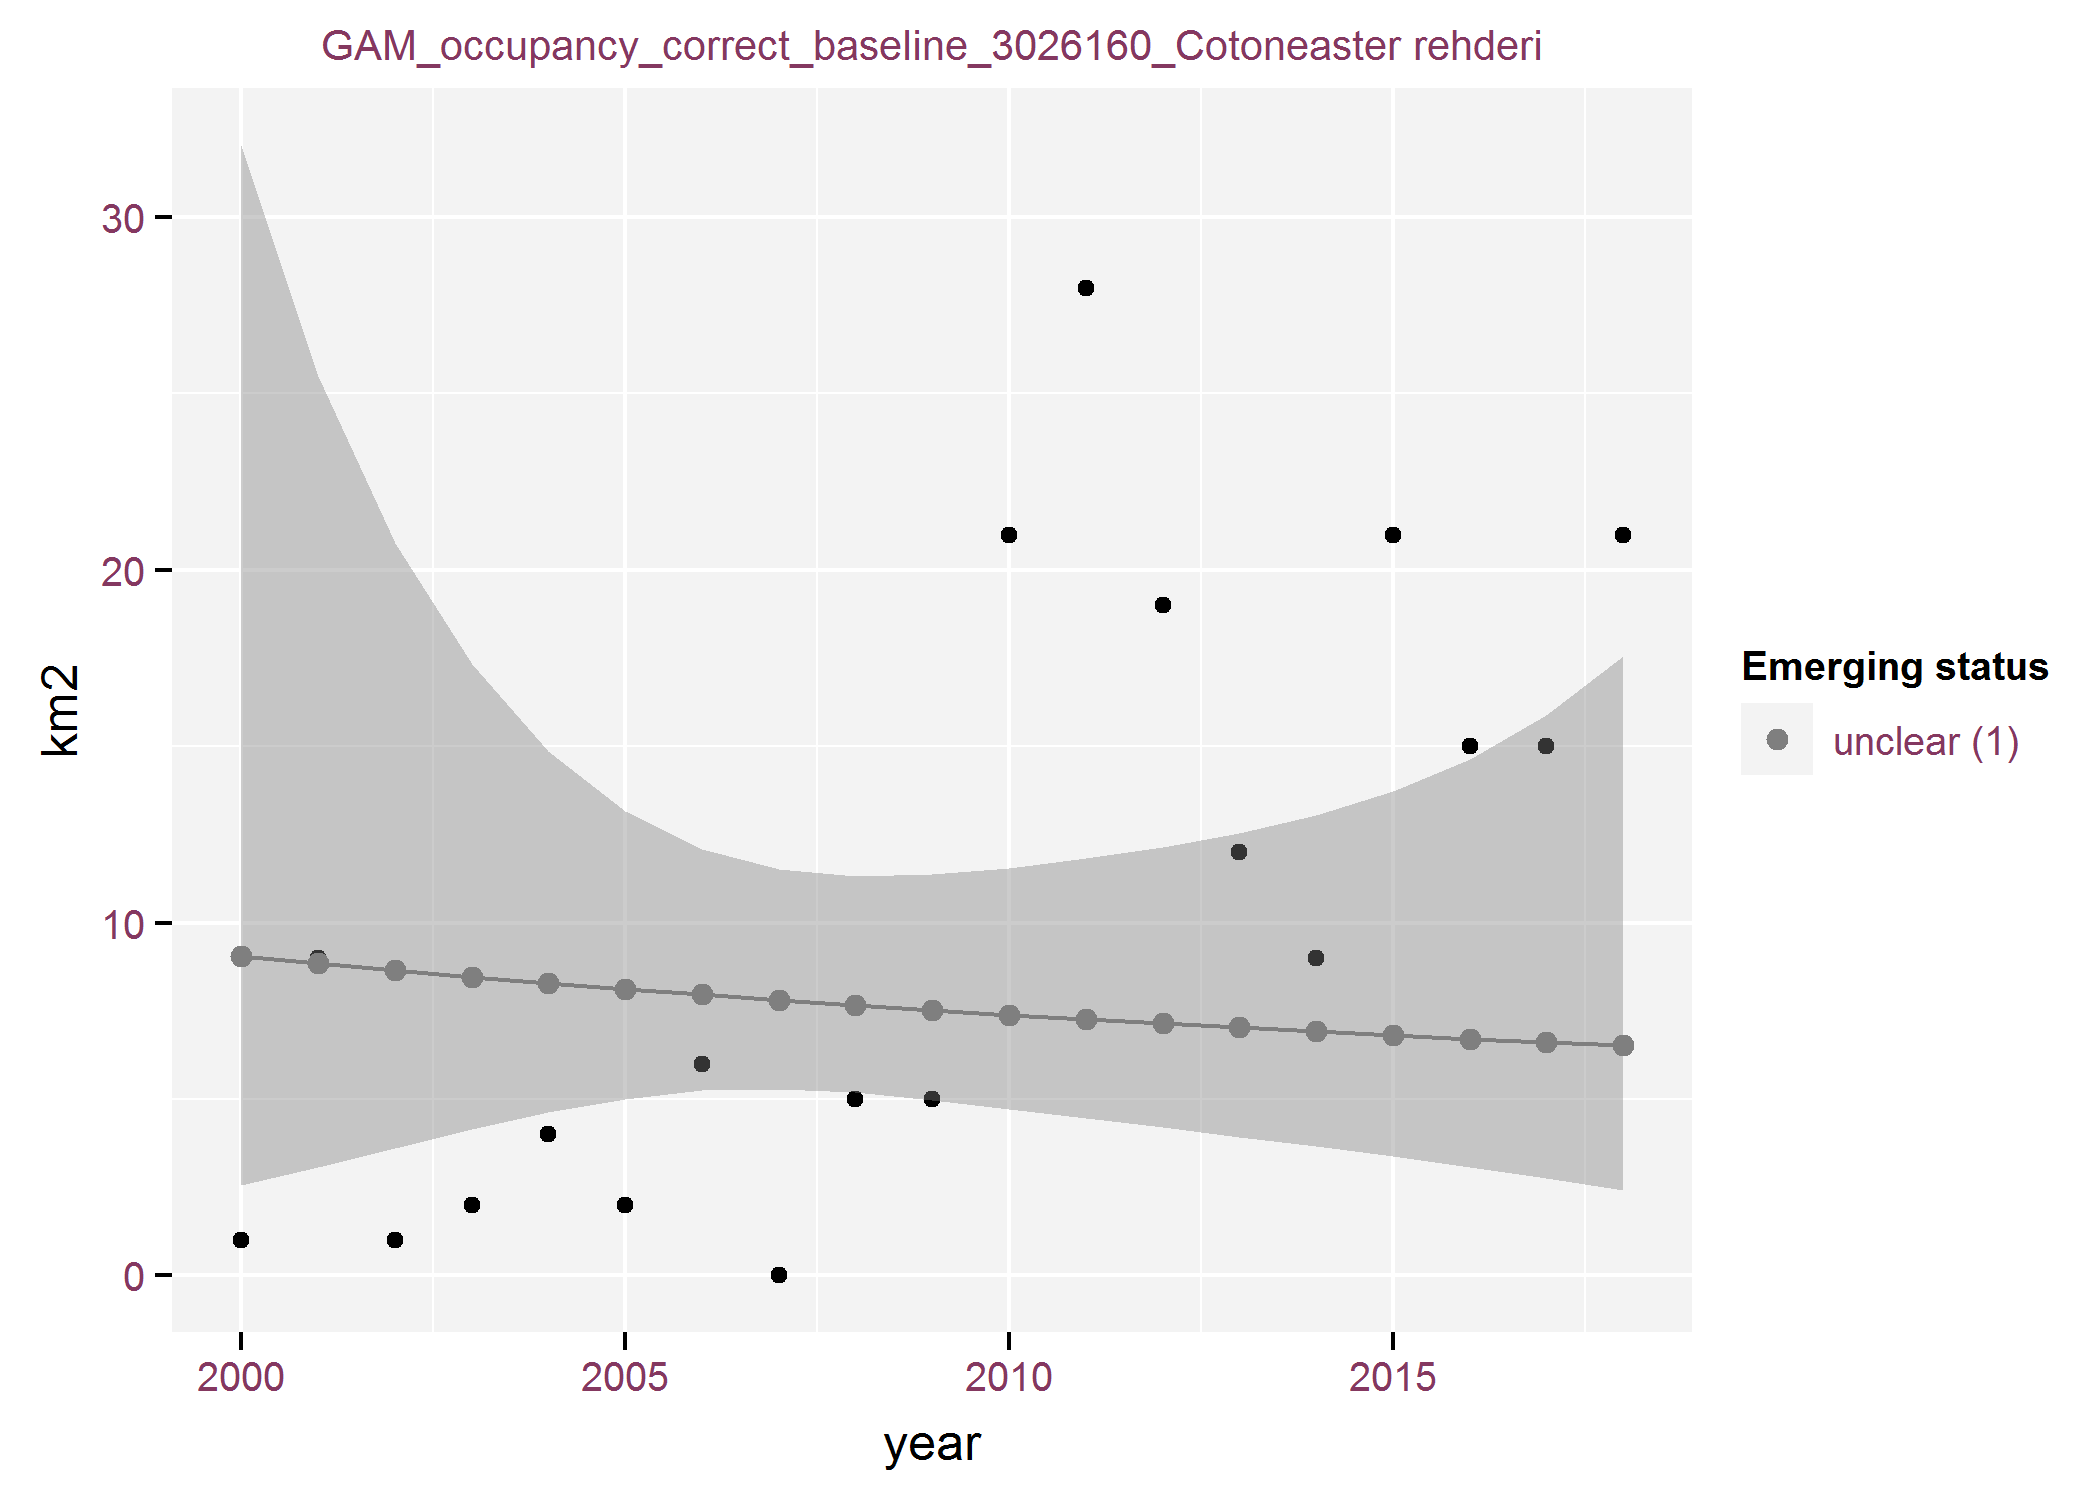 GAM_occupancy_correct_baseline_3026160_Cotoneaster rehderi
30
20
10
0
km2
2000 2005 2010 2015
year
Emerging status
unclear (1)